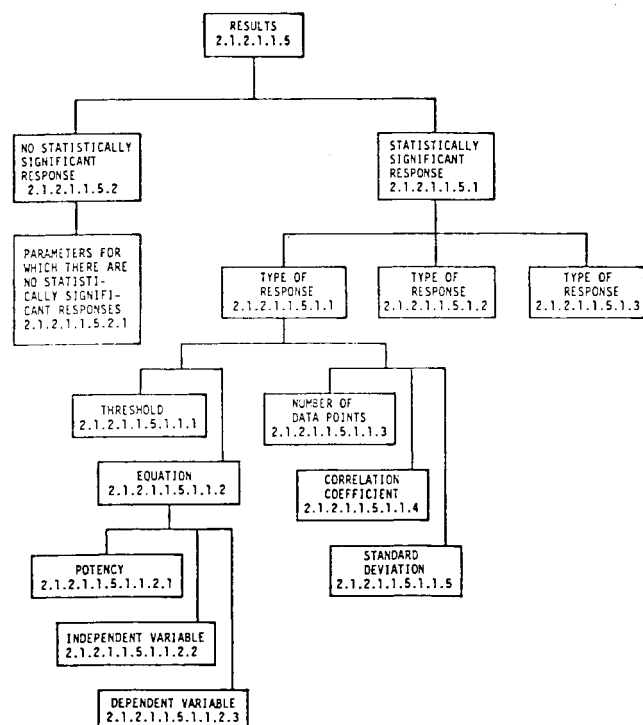 RESULTS
2.1.2.1.1.5
NO STATISTICALLY
SIGNIFICANT
RESPONSE
2.1.2.1.1.5.2
STATISTICALLY
SIGNIFICANT
RESPONSE
2.1.2.1.1.5.1
PARAMETERS FOR
WHICH THERE ARE
NO STATISTI-
CALLY SIGNIFI-
CANT RESPONSES
2.1.2.1.1.5.2.1
TYPE OF
RESPONSE
2.1.2.1.1.5.1.1
TYPE OF
RESPONSE
2.1.2.1.1.5.1.2
TYPE OF
RESPONSE
2.1.2.1.1.5.1.3
THRESHOLD
2.1.2.1.1.5.1.1.1
NUMBER OF
DATA POINTS
2.1.2.1.1.5.1.1.3
EQUATION
2.1.2.1.1.5.1.1.2
CORRELATION
COEFFICIENT
2.1.2.1.1.5.1.1.4
POTENCY
2.1.2.1.1.5.1.1.2.1
STANDARD
DEVIATION
2.1.2.1.1.5.1.1.5
INDEPENDENT VARIABLE
2.1.2.1.1.5.1.1.2.2
DEPENDENT VARIABLE
2.1.2.1.1.5.1.1.2.3